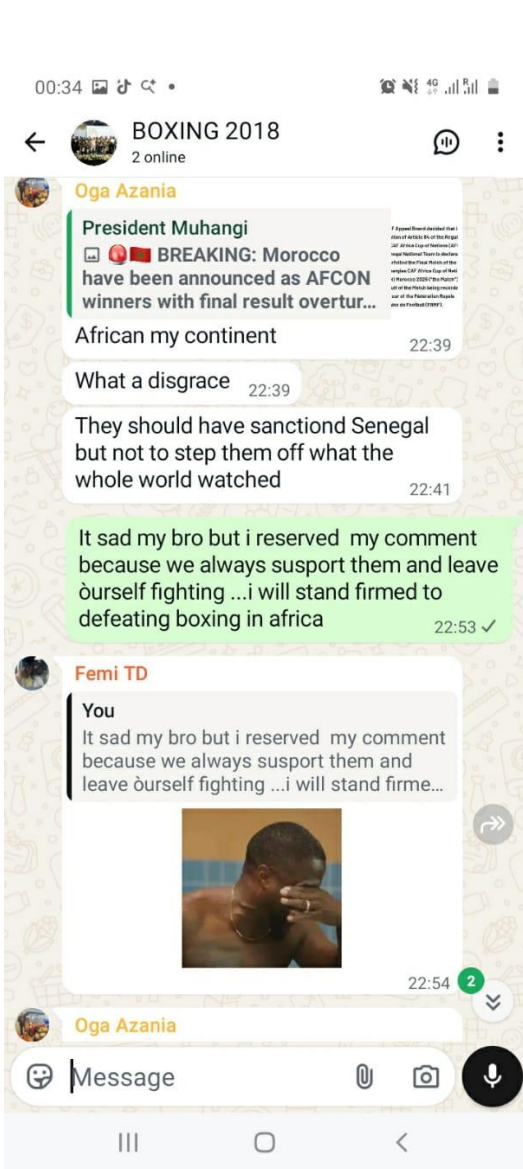 00:34
4G R
BOXING 2018
2 online
Oga Azania
President Muhangi
BREAKING: Morocco
have been announced as AFCON
winners with final result overtur...
African my continent
22:39
What a disgrace 22:39
They should have sanctiond Senegal
but not to step them off what the
whole world watched
22:41
It sad my bro but i reserved my comment
because we always susport them and leave
òurself fighting ...i will stand firmed to
defeating boxing in africa
22:53
Femi TD
You
It sad my bro but i reserved my comment
because we always susport them and
leave òurself fighting ...i will stand firme...
22:54
2
Oga Azania
Message